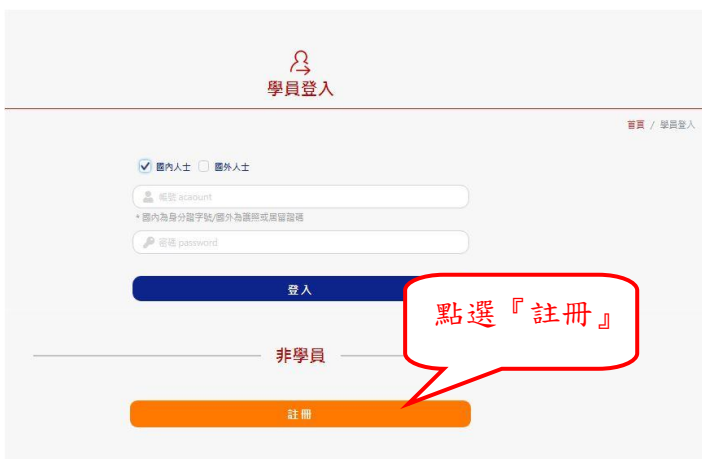 學員登入
首頁 / 學員登入
國內人士 國外人士
帳號 acaount
* 國內為身分證字號/國外為護照或居留證碼
密碼 password
登入
點選『註冊』
非學員
註冊